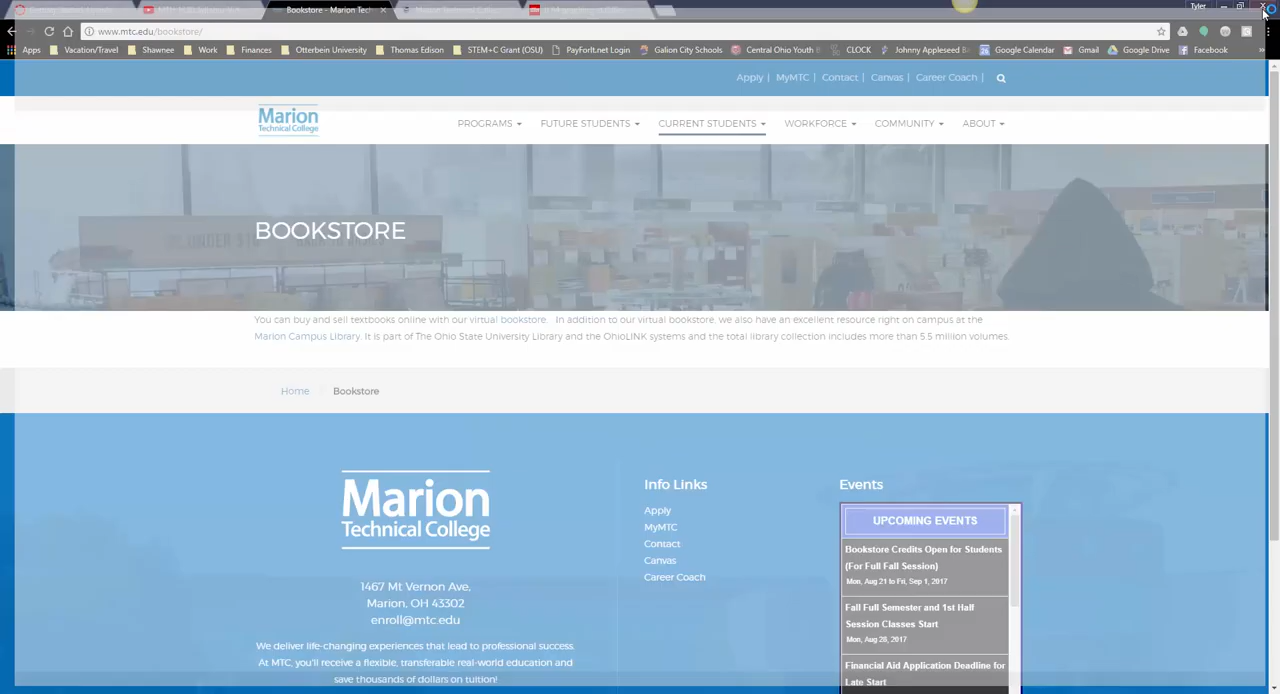 Bookstore - Marion Tech
Tyler
www.mtc.edu/bookstore/
Apps Vacation/Travel Shawnee Work Finances Otterbein University Thomas Edison STEM+C Grant (OSU) PayForIt.net Login Galion City Schools Central Ohio Youth B CLOCK Johnny Appleseed Google Calendar Gmail Google Drive Facebook
Apply | MyMTC | Contact | Canvas | Career Coach |
Marion
Technical College
PROGRAMS FUTURE STUDENTS CURRENT STUDENTS WORKFORCE COMMUNITY ABOUT
BOOKSTORE
You can buy and sell textbooks online with our virtual bookstore. In addition to our virtual bookstore, we also have an excellent resource right on campus at the
Marion Campus Library. It is part of The Ohio State University Library and the OhioLINK systems and the total library collection includes more than 5.5 million volumes.
Home Bookstore
Marion
Technical College
1467 Mt Vernon Ave,
Marion, OH 43302
enroll@mtc.edu
We deliver life-changing experiences that lead to professional success.
At MTC, you'll receive a flexible, transferable real-world education and
save thousands of dollars on tuition!
Info Links
Apply
MyMTC
Contact
Canvas
Career Coach
Events
UPCOMING EVENTS
Bookstore Credits Open for Students
(For Full Fall Session)
Mon, Aug 21 to Fri, Sep 1, 2017
Fall Full Semester and 1st Half
Session Classes Start
Mon, Aug 28, 2017
Financial Aid Application Deadline for
Late Start